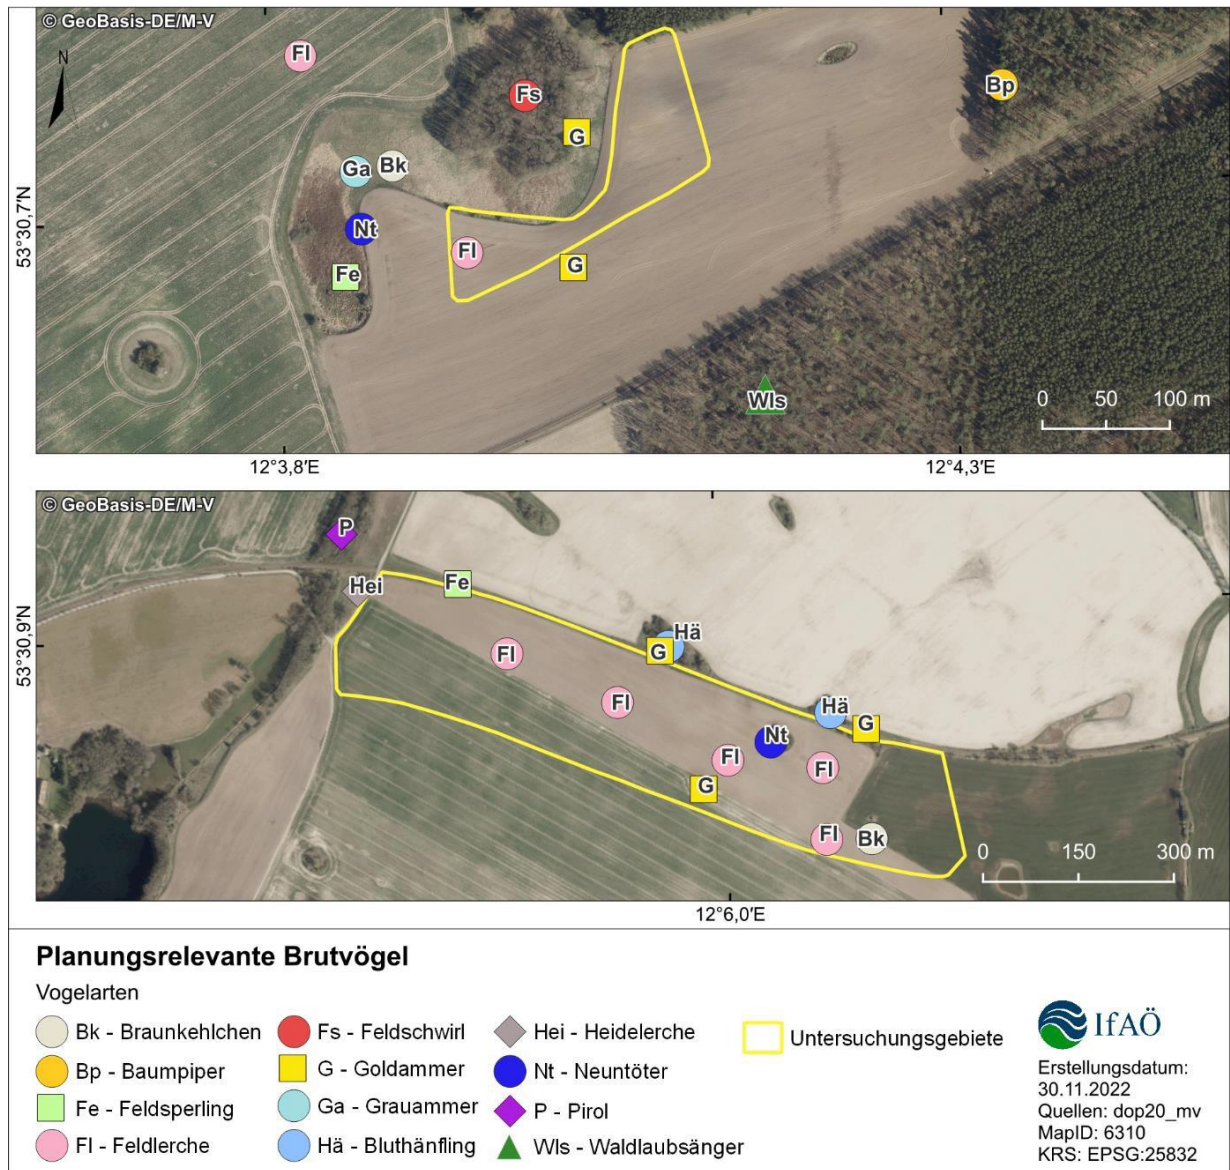 © GeoBasis-DE/M-V
N
Fl
Fs
Bp
G
Ga
Bk
Nt
Fl
G
Fe
Wls
0 50 100 m
53°30,7'N
12°3,8'E
12°4,3'E
© GeoBasis-DE/M-V
P
Hei
Fe
Hä
G
Fl
Fl
Hä
G
Nt
Fl
Fl
G
Fl
Bk
0 150 300 m
53°30,9'N
12°6,0'E
Planungsrelevante Brutvögel
Vogelarten
Bk - Braunkehlchen
Bp - Baumpiper
Fe - Feldsperling
Fl - Feldlerche
Fs - Feldschwirl
G - Goldammer
Ga - Grauammer
Hä - Bluthänfling
Hei - Heidelerche
Nt - Neuntöter
P - Pirol
Wls - Waldlaubsänger
Untersuchungsgebiete
IfAÖ
Erstellungsdatum:
30.11.2022
Quellen: dop20_mv
MapID: 6310
KRS: EPSG:25832